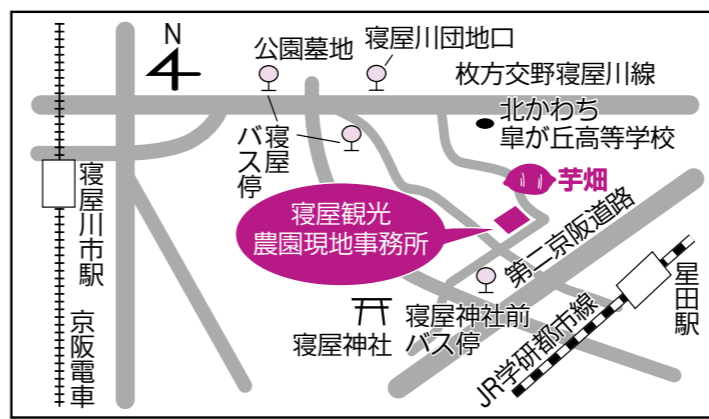 N
公園墓地
寝屋川団地口
枚方交野寝屋川線
北かわち
皐が丘高等学校
寝屋
バス停
芋畑
寝屋観光
農園現地事務所
第二京阪道路
寝屋川市駅
京阪電車
寝屋神社
寝屋神社前
バス停
JR学研都市線
星田駅